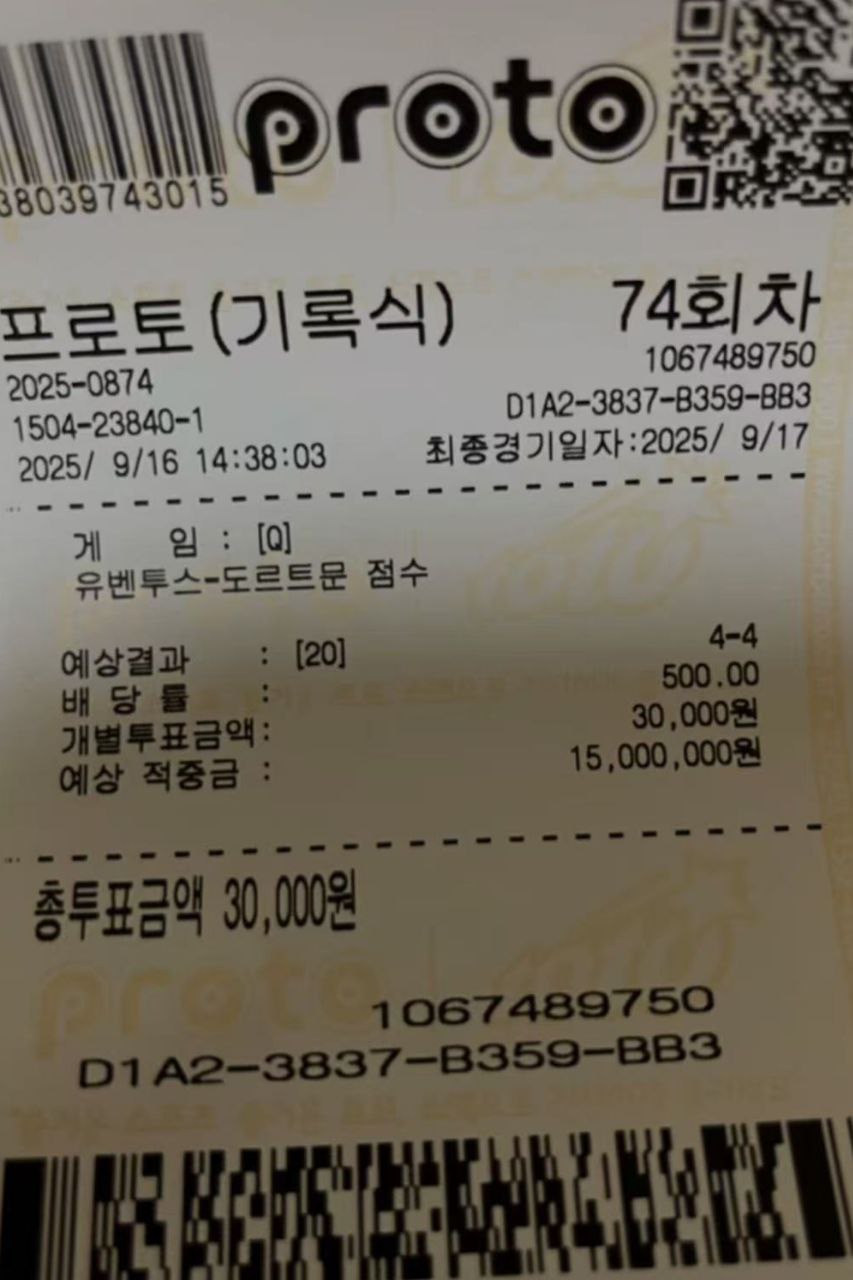 proto
38039743015
프로토(기록식) 74회차
2025-0874 1067489750
1504-23840-1 D1A2-3837-B359-BB3
2025/ 9/16 14:38:03 최종경기일자:2025/ 9/17
게 임 : [Q]
유벤투스-도르트문 점수
예상결과 : [20] 4-4
배 당 률 : 500.00
개별투표금액: 30,000원
예상 적중금 : 15,000,000원
총투표금액 30,000원
proto
1067489750
D1A2-3837-B359-BB3